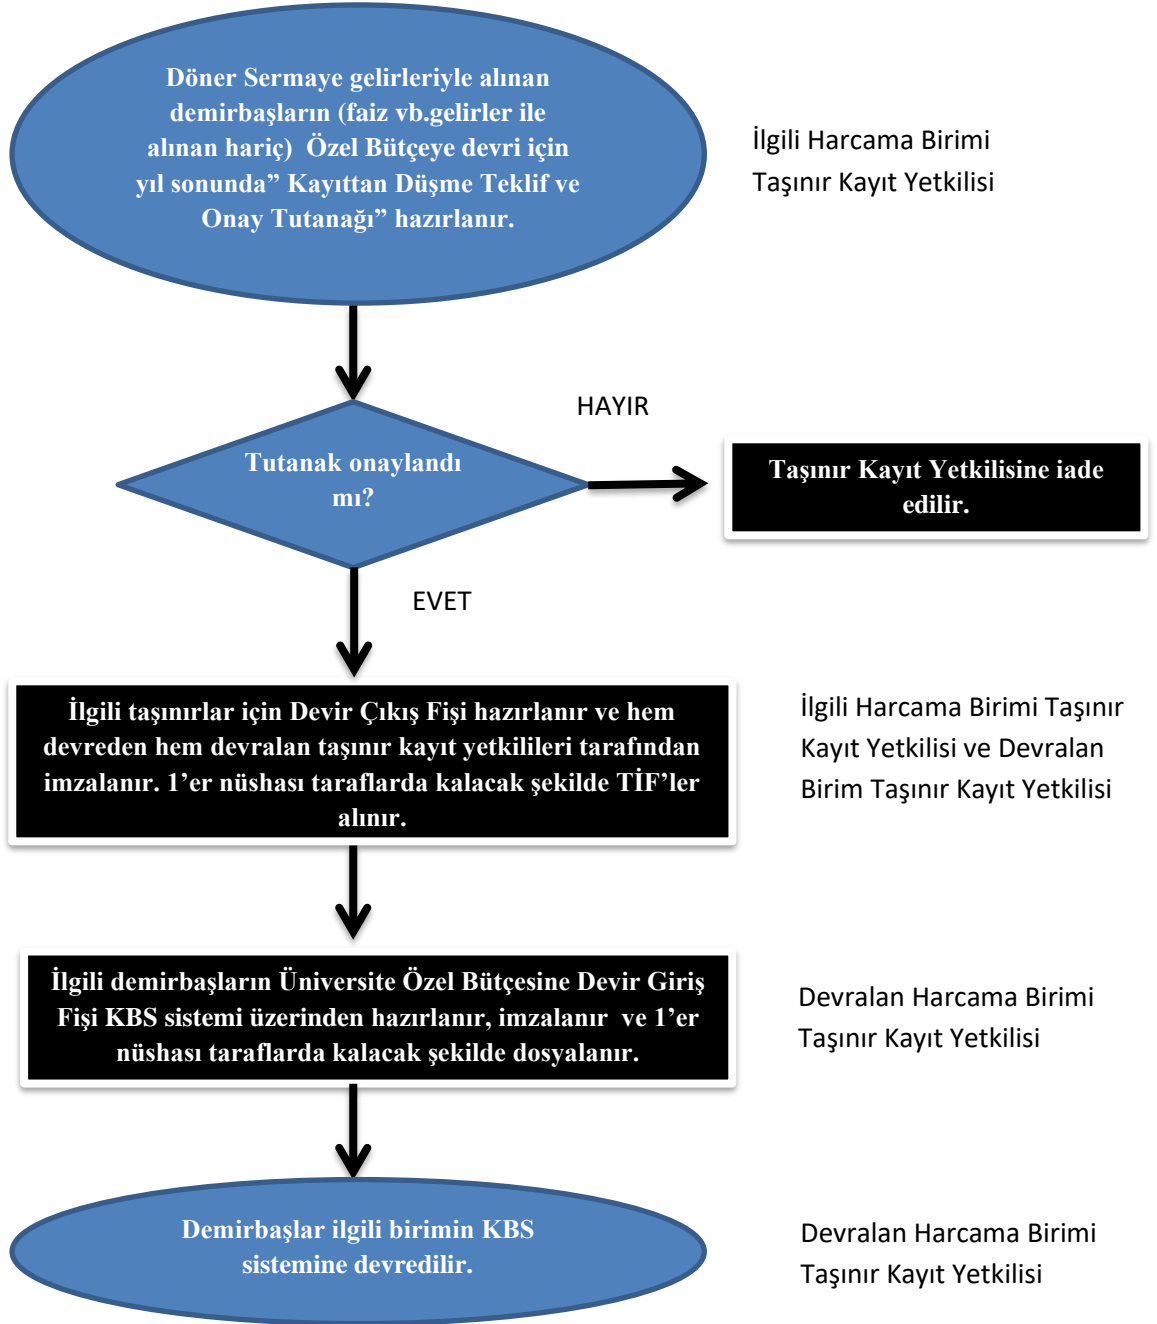 Döner Sermaye gelirleriyle alınan
demirbaşların (faiz vb.gelirler ile
alınan hariç) Özel Bütçeye devri için
yıl sonunda” Kayıttan Düşme Teklif ve
Onay Tutanağı” hazırlanır.
İlgili Harcama Birimi
Taşınır Kayıt Yetkilisi
HAYIR
Tutanak onaylandı
mı?
Taşınır Kayıt Yetkilisine iade
edilir.
EVET
İlgili taşınırlar için Devir Çıkış Fişi hazırlanır ve hem
devreden hem devralan taşınır kayıt yetkilileri tarafından
imzalanır. 1’er nüshası taraflarda kalacak şekilde TİF’ler
alınır.
İlgili Harcama Birimi Taşınır
Kayıt Yetkilisi ve Devralan
Birim Taşınır Kayıt Yetkilisi
İlgili demirbaşların Üniversite Özel Bütçesine Devir Giriş
Fişi KBS sistemi üzerinden hazırlanır, imzalanır ve 1’er
nüshası taraflarda kalacak şekilde dosyalanır.
Devralan Harcama Birimi
Taşınır Kayıt Yetkilisi
Demirbaşlar ilgili birimin KBS
sistemine devredilir.
Devralan Harcama Birimi
Taşınır Kayıt Yetkilisi